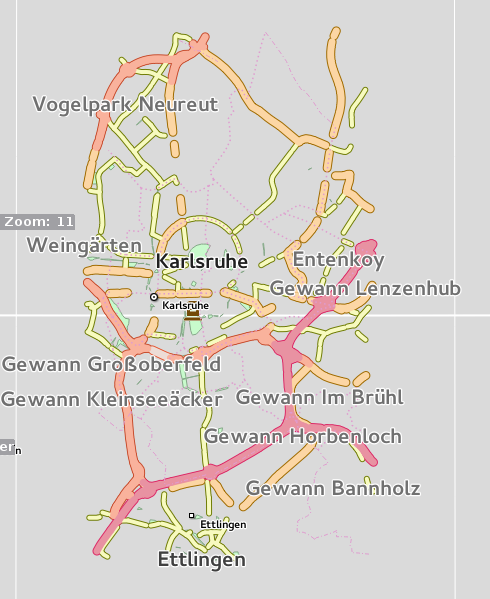 Vogelpark Neureut
Zoom: 11
Weingärten
Karlsruhe
Entenkoy
Gewann Lenzenhub
Karlsruhe
Gewann Großoberfeld
Gewann Kleinseeäcker
Gewann Im Brühl
Gewann Horbenloch
er
n
Gewann Bannholz
Ettlingen
Ettlingen